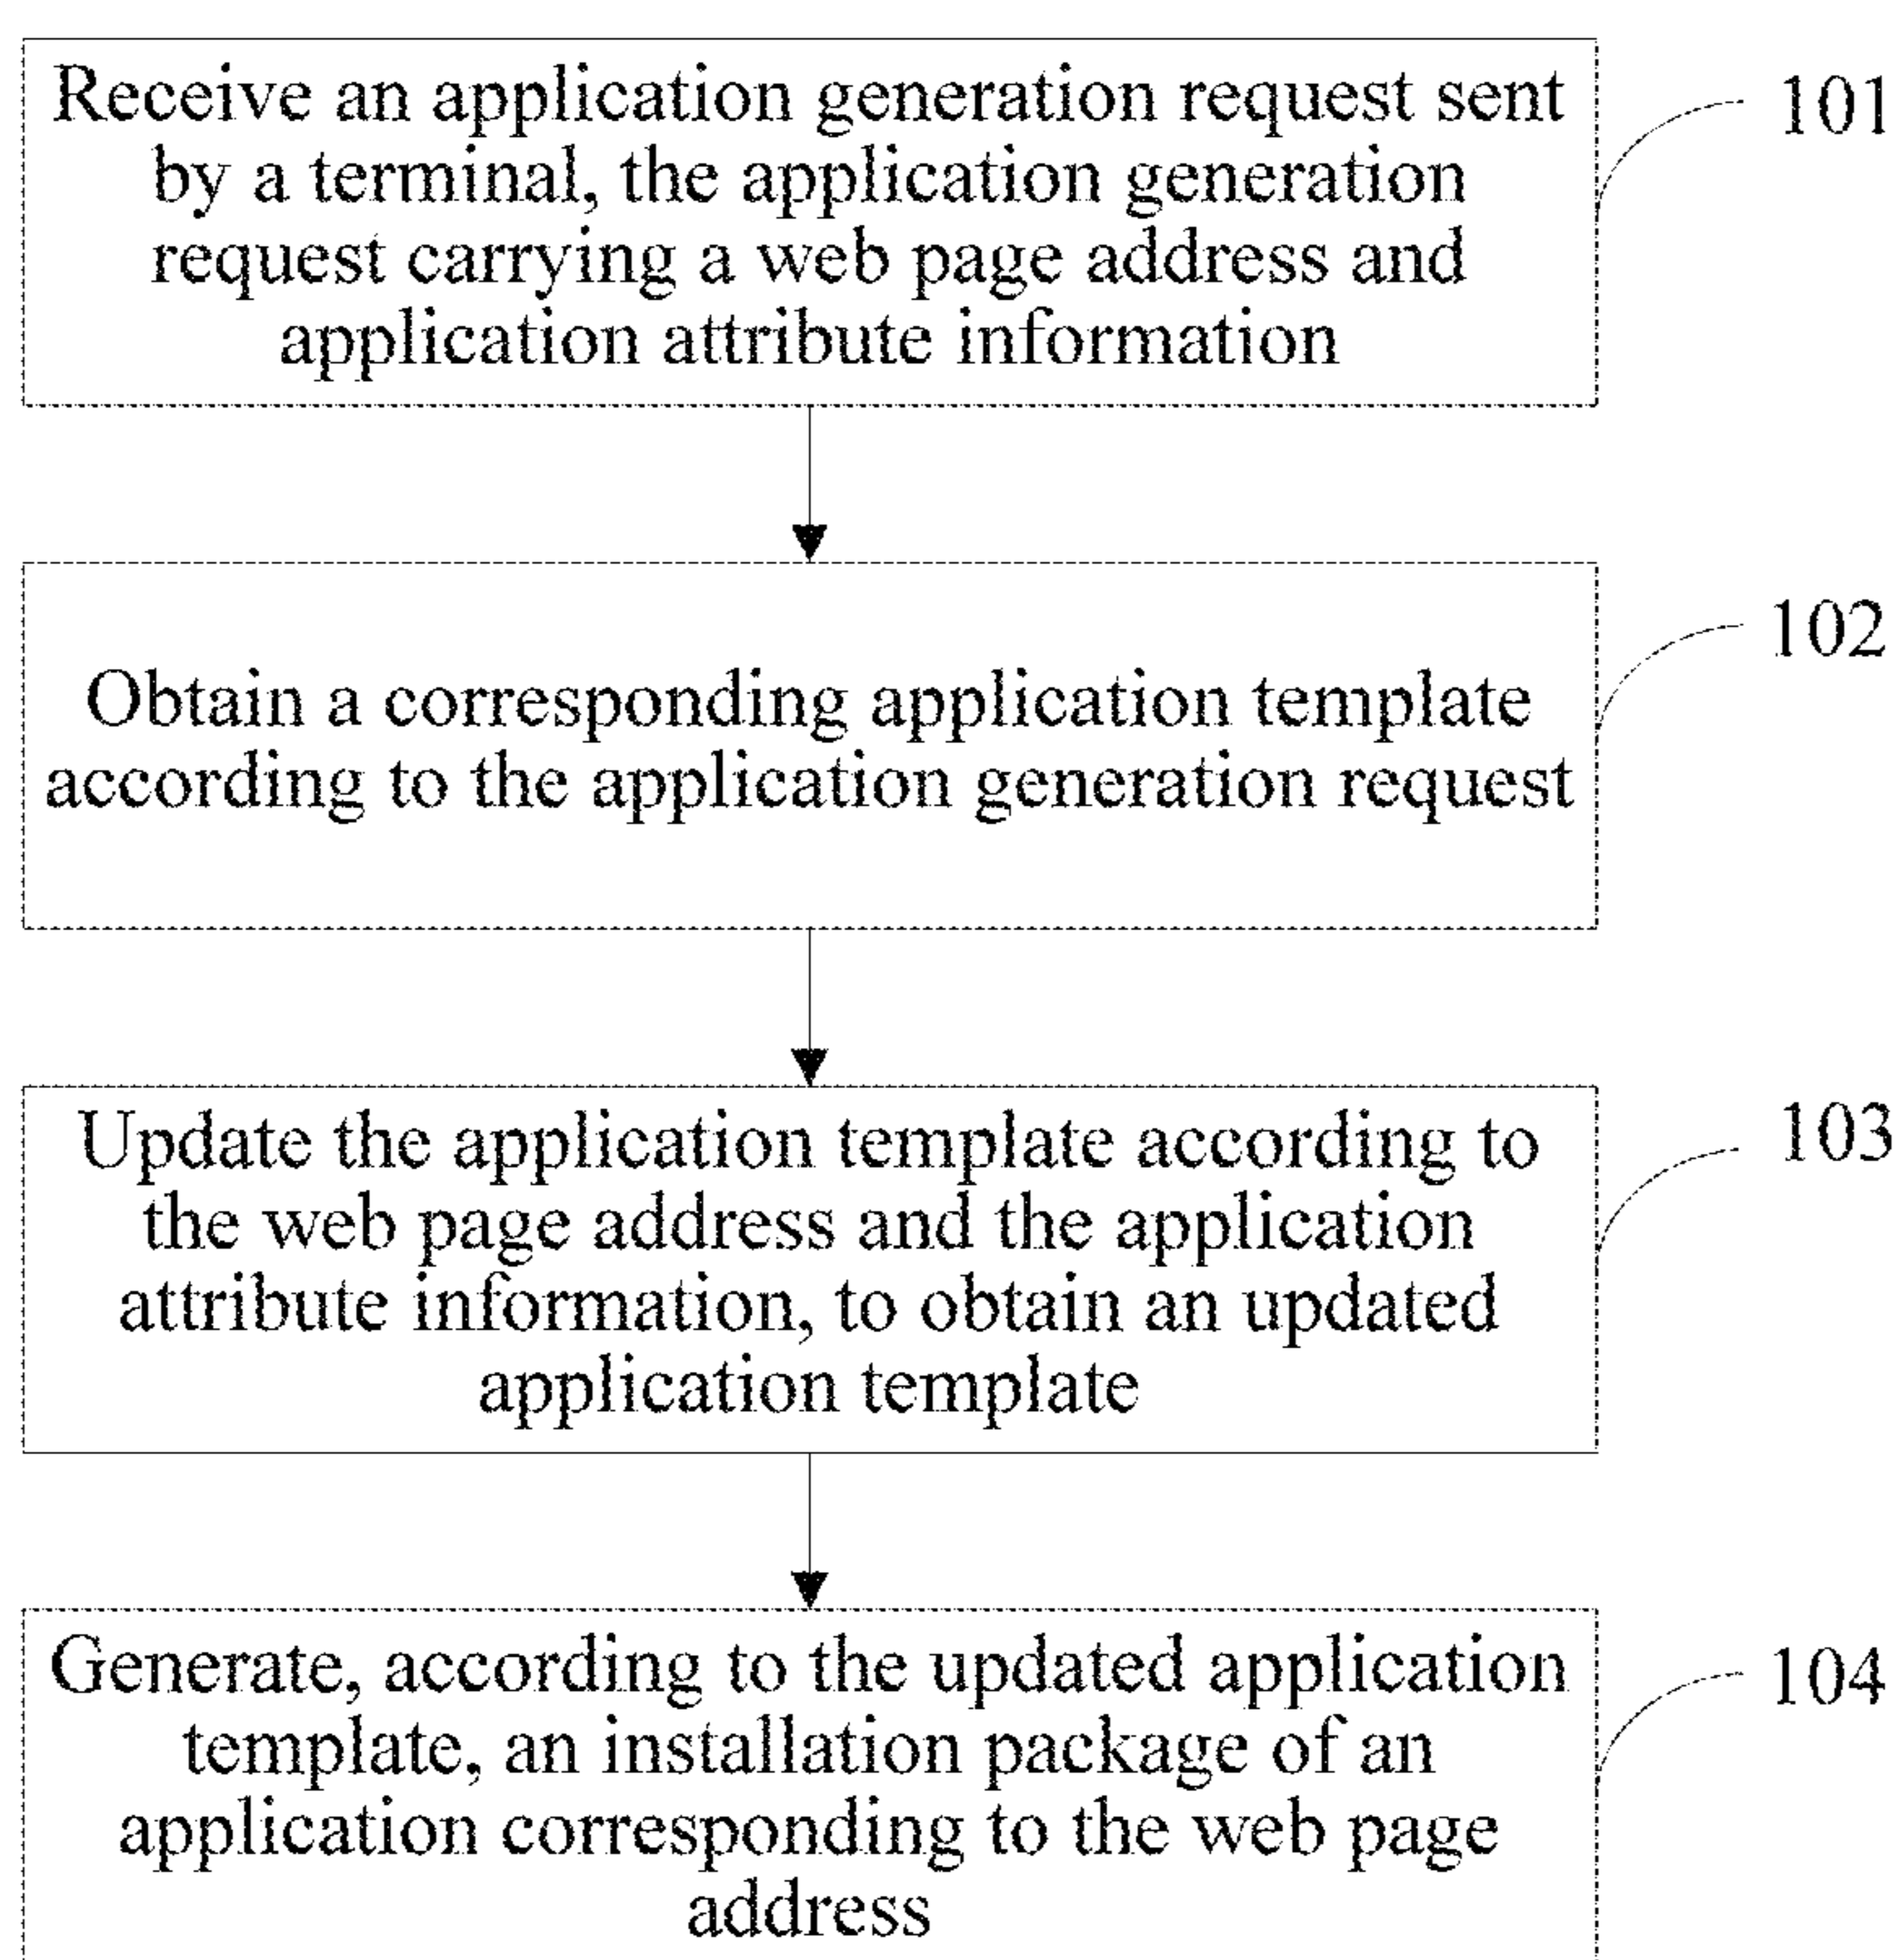 Receive an application generation request sent
by a terminal, the application generation
request carrying a web page address and
application attribute information
101
Obtain a corresponding application template
according to the application generation request
102
Update the application template according to
the web page address and the application
attribute information, to obtain an updated
application template
103
Generate, according to the updated application
template, an installation package of an
application corresponding to the web page
address
104